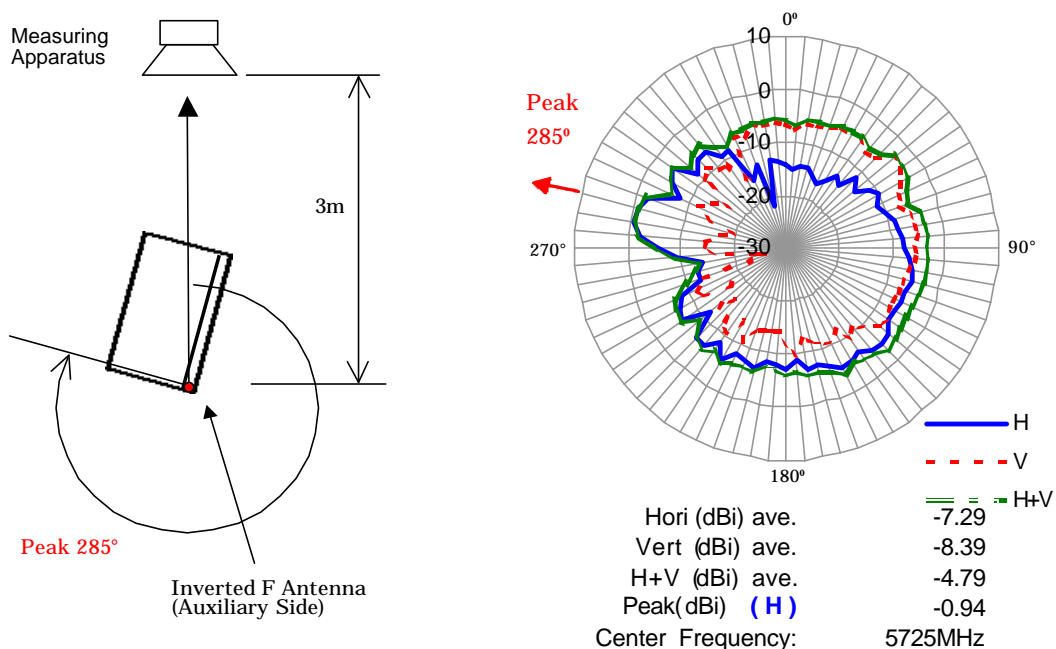 Measuring
Apparatus
3m
Peak 285°
Inverted F Antenna
(Auxiliary Side)
0°
10
0
-10
-20
-30
Peak
285°
270°
90°
180°
H
V
H+V
Hori (dBi) ave. -7.29
Vert (dBi) ave. -8.39
H+V (dBi) ave. -4.79
Peak(dBi) (H) -0.94
Center Frequency: 5725MHz